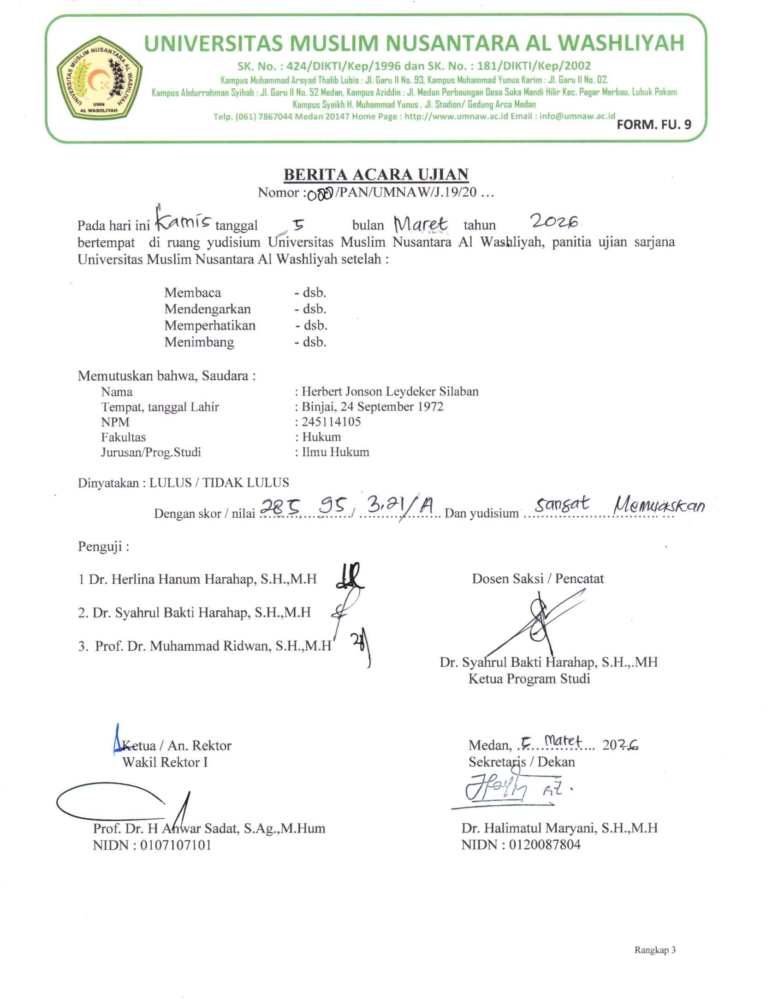 UNIVERSITAS MUSLIM NUSANTARA AL WASHLIYAH
UMN
AL WASHLIYAH
UNIVERSITAS MUSLIM NUSANTARA AL WASHLIYAH
SK. No. : 424/DIKTI/Kep/1996 dan SK. No. : 181/DIKTI/Kep/2002
Kampus Muhammad Arsyad Thalib Lubis : Jl. Garu II No. 93, Kampus Muhammad Yunus Karim : Jl. Garu II No. 02,
Kampus Abdurrahman Syihab : Jl. Garu II No. 52 Medan, Kampus Aziddin : Jl. Medan Perbaungan Desa Suka Mandi Hilir Kec. Pagar Merbau, Lubuk Pakam
Kampus Syeikh H. Muhammad Yunus , Jl. Stadion/ Gedung Arca Medan
Telp. (061) 7867044 Medan 20147 Home Page : http://www.umnaw.ac.id Email : info@umnaw.ac.id
FORM. FU. 9
BERITA ACARA UJIAN
Nomor : /PAN/UMNAW/J.19/20 ...
Pada hari ini Kamis tanggal 5 bulan Maret tahun 2026
bertempat di ruang yudisium Universitas Muslim Nusantara Al Washliyah, panitia ujian sarjana
Universitas Muslim Nusantara Al Washliyah setelah :
Membaca - dsb.
Mendengarkan - dsb.
Memperhatikan - dsb.
Menimbang - dsb.
Memutuskan bahwa, Saudara :
Nama : Herbert Jonson Leydeker Silaban
Tempat, tanggal Lahir : Binjai, 24 September 1972
NPM : 245114105
Fakultas : Hukum
Jurusan/Prog.Studi : Ilmu Hukum
Dinyatakan : LULUS / TIDAK LULUS
Dengan skor / nilai 285 95 / 3,21/A Dan yudisium sangat Memuaskan
Penguji :
1 Dr. Herlina Hanum Harahap, S.H.,M.H
Dosen Saksi / Pencatat
2. Dr. Syahrul Bakti Harahap, S.H.,M.H
3. Prof. Dr. Muhammad Ridwan, S.H.,M.H
Dr. Syahrul Bakti Harahap, S.H.,.MH
Ketua Program Studi
Ketua / An. Rektor
Wakil Rektor I
Medan, 5 Maret 2026
Sekretaris / Dekan
Prof. Dr. H Anwar Sadat, S.Ag.,M.Hum
NIDN : 0107107101
Dr. Halimatul Maryani, S.H.,M.H
NIDN : 0120087804
Rangkap 3